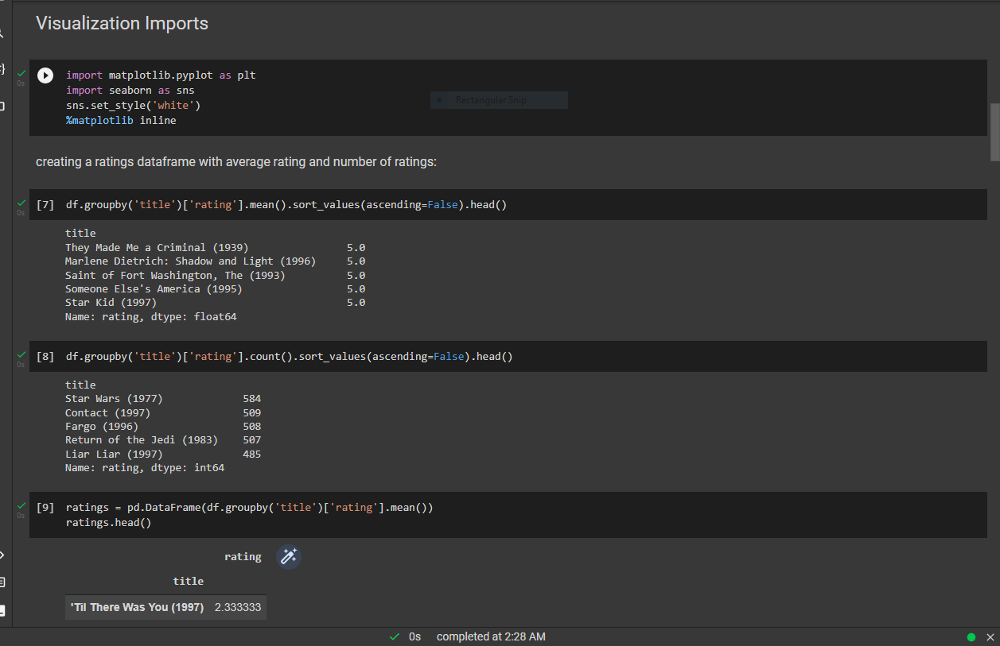 Visualization Imports
import matplotlib.pyplot as plt
import seaborn as sns
sns.set_style('white')
%matplotlib inline
Rectangular Snip
0s
creating a ratings dataframe with average rating and number of ratings:
[7] df.groupby('title')['rating'].mean().sort_values(ascending=False).head()
0s
title
They Made Me a Criminal (1939) 5.0
Marlene Dietrich: Shadow and Light (1996) 5.0
Saint of Fort Washington, The (1993) 5.0
Someone Else's America (1995) 5.0
Star Kid (1997) 5.0
Name: rating, dtype: float64
[8] df.groupby('title')['rating'].count().sort_values(ascending=False).head()
0s
title
Star Wars (1977) 584
Contact (1997) 509
Fargo (1996) 508
Return of the Jedi (1983) 507
Liar Liar (1997) 485
Name: rating, dtype: int64
[9] ratings = pd.DataFrame(df.groupby('title')['rating'].mean())
0s
ratings.head()
rating
title
'Til There Was You (1997) 2.333333
0s completed at 2:28 AM